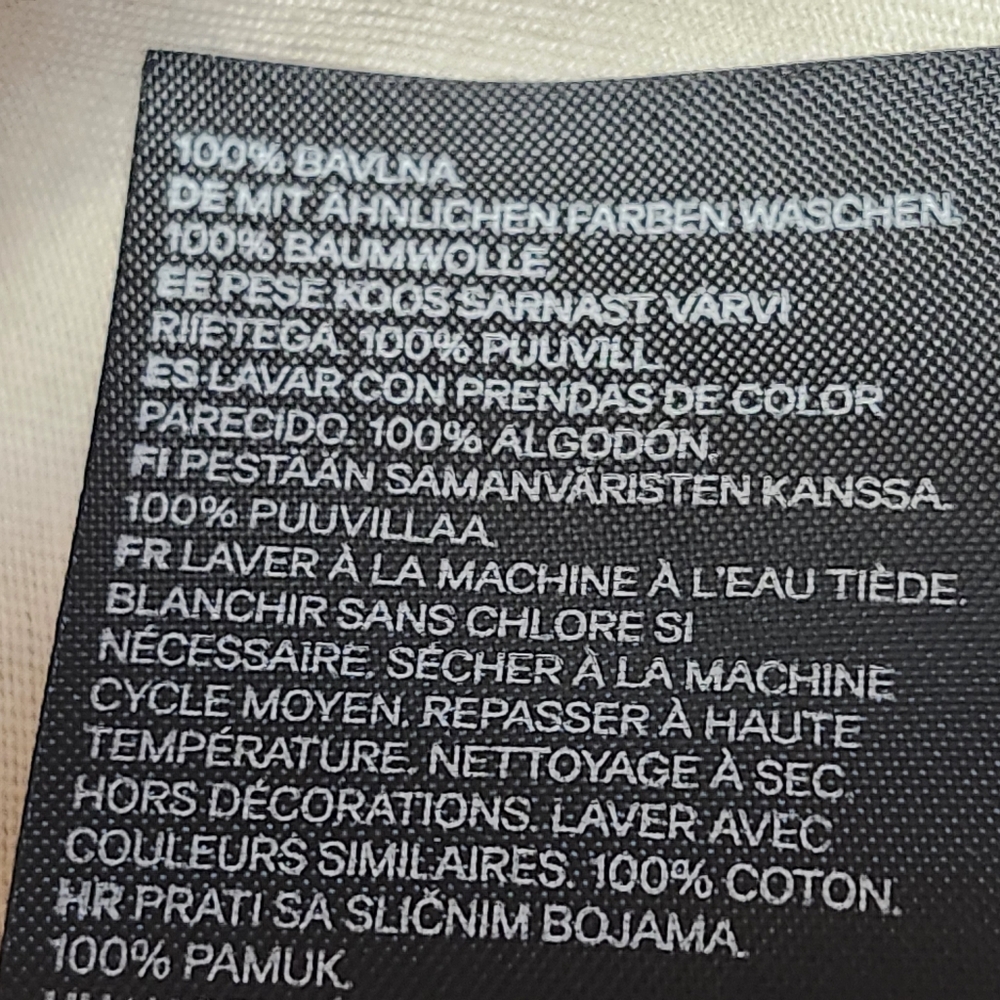 100% BAVLNA.
DE MIT ÄHNLICHEN FARBEN WASCHEN.
100% BAUMWOLLE.
EE PESE KOOS SARNAST VÄRVI
RIIETEGA. 100% PUUVILL.
ES LAVAR CON PRENDAS DE COLOR
PARECIDO. 100% ALGODÓN.
FI PESTÄÄN SAMANVÄRISTEN KANSSA.
100% PUUVILLAA.
FR LAVER À LA MACHINE À L'EAU TIÈDE.
BLANCHIR SANS CHLORE SI
NÉCESSAIRE. SÉCHER À LA MACHINE
CYCLE MOYEN. REPASSER À HAUTE
TEMPÉRATURE. NETTOYAGE À SEC.
HORS DÉCORATIONS. LAVER AVEC
COULEURS SIMILAIRES. 100% COTON.
HR PRATI SA SLIČNIM BOJAMA.
100% PAMUK.